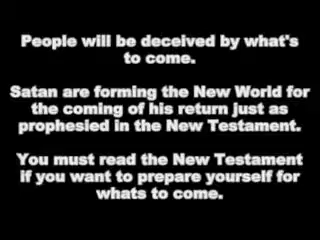 People will be deceived by what's
to come.
Satan are forming the New World for
the coming of his return just as
prophesied in the New Testament.
You must read the New Testament
if you want to prepare yourself for
whats to come.